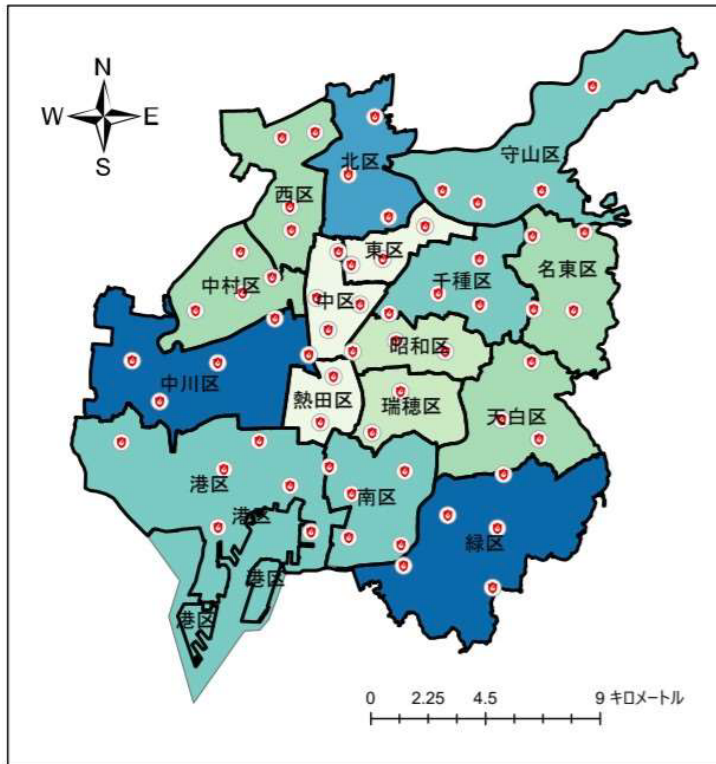 N
W E
S
守山区
北区
西区
東区
名東区
千種区
中村区
中区
昭和区
中川区
熱田区
瑞穂区
天白区
港区
南区
港区
緑区
港区
港区
0 2.25 4.5 9 キロメートル